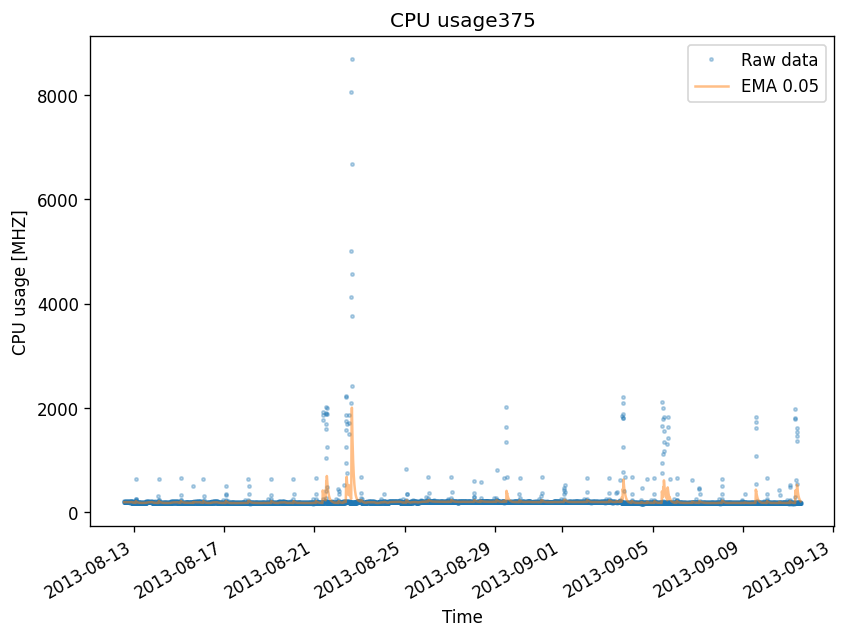 CPU usage375
Raw data
EMA 0.05
CPU usage [MHZ]
8000
6000
4000
2000
0
2013-08-13
2013-08-17
2013-08-21
2013-08-25
2013-08-29
2013-09-01
2013-09-05
2013-09-09
2013-09-13
Time